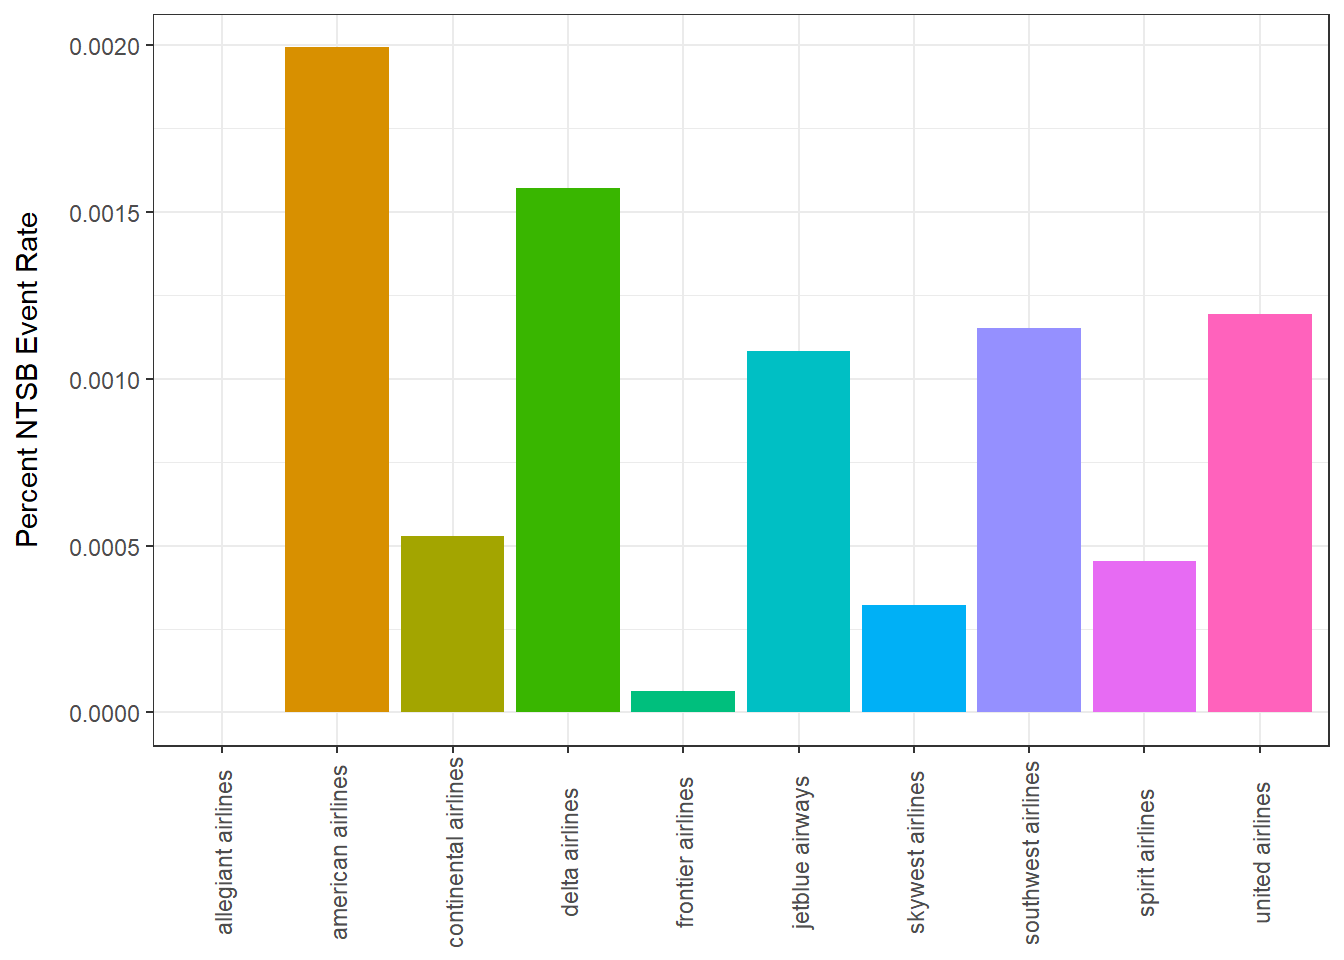 Percent NTSB Event Rate
0.0020
0.0015
0.0010
0.0005
0.0000
allegiant airlines
american airlines
continental airlines
delta airlines
frontier airlines
jetblue airways
skywest airlines
southwest airlines
spirit airlines
united airlines